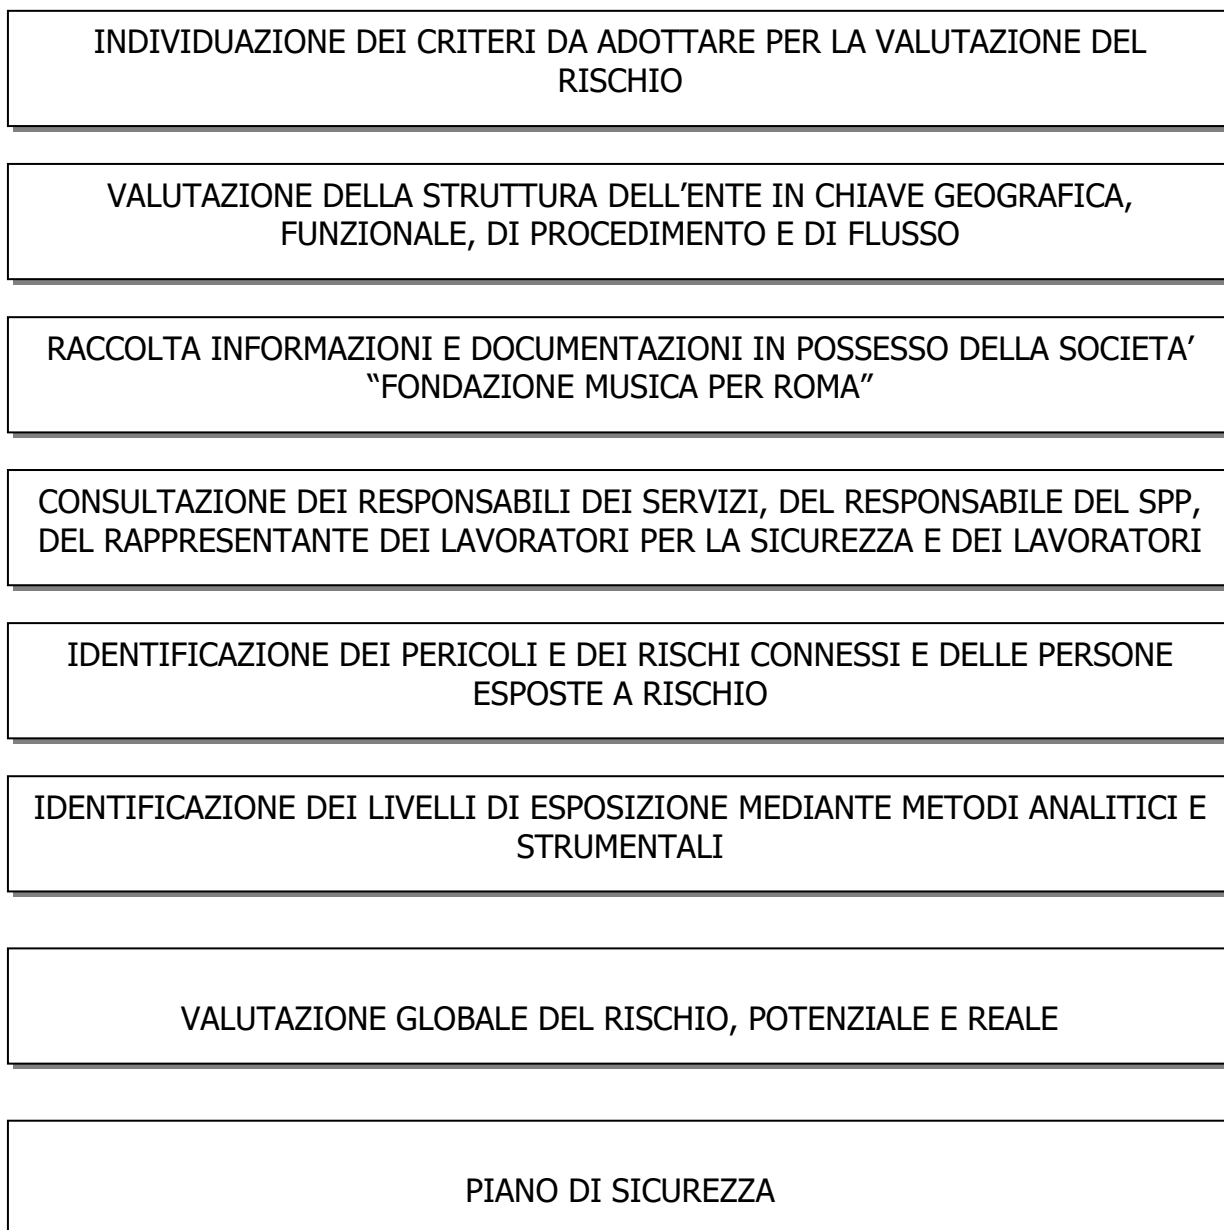 INDIVIDUAZIONE DEI CRITERI DA ADOTTARE PER LA VALUTAZIONE DEL
RISCHIO
VALUTAZIONE DELLA STRUTTURA DELL’ENTE IN CHIAVE GEOGRAFICA,
FUNZIONALE, DI PROCEDIMENTO E DI FLUSSO
RACCOLTA INFORMAZIONI E DOCUMENTAZIONI IN POSSESSO DELLA SOCIETA’
“FONDAZIONE MUSICA PER ROMA”
CONSULTAZIONE DEI RESPONSABILI DEI SERVIZI, DEL RESPONSABILE DEL SPP,
DEL RAPPRESENTANTE DEI LAVORATORI PER LA SICUREZZA E DEI LAVORATORI
IDENTIFICAZIONE DEI PERICOLI E DEI RISCHI CONNESSI E DELLE PERSONE
ESPOSTE A RISCHIO
IDENTIFICAZIONE DEI LIVELLI DI ESPOSIZIONE MEDIANTE METODI ANALITICI E
STRUMENTALI
VALUTAZIONE GLOBALE DEL RISCHIO, POTENZIALE E REALE
PIANO DI SICUREZZA